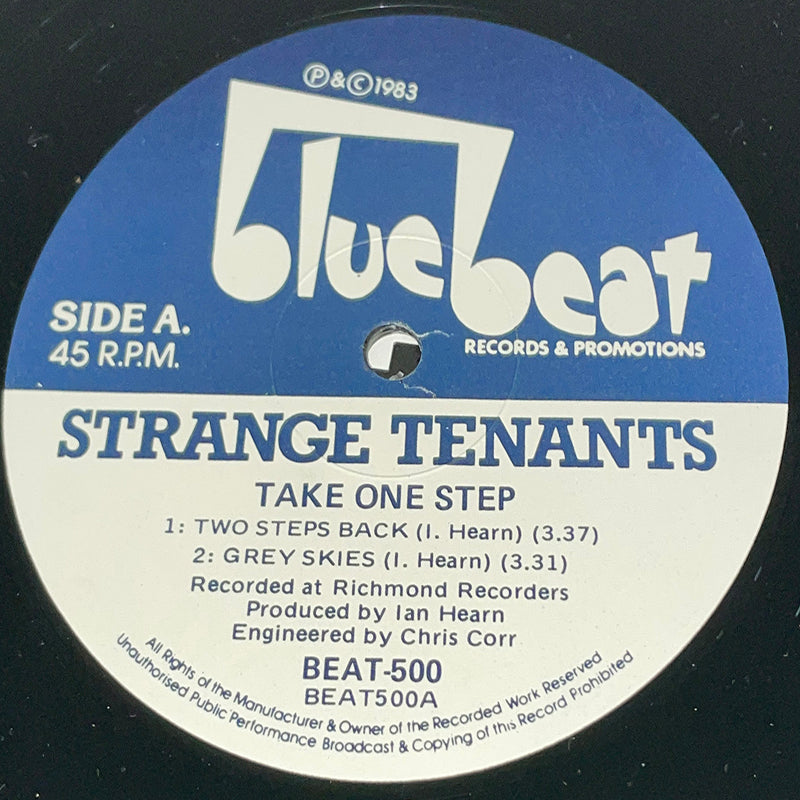 Ⓟ&Ⓒ1983
bluebeat
RECORDS & PROMOTIONS
SIDE A.
45 R.P.M.
STRANGE TENANTS
TAKE ONE STEP
1: TWO STEPS BACK (I. Hearn) (3.37)
2: GREY SKIES (I. Hearn) (3.31)
Recorded at Richmond Recorders
Produced by Ian Hearn
Engineered by Chris Corr
BEAT-500
BEAT500A
All Rights of the Manufacturer & Owner of the Recorded Work Reserved
Unauthorised Public Performance Broadcast & Copying of this Record Prohibited